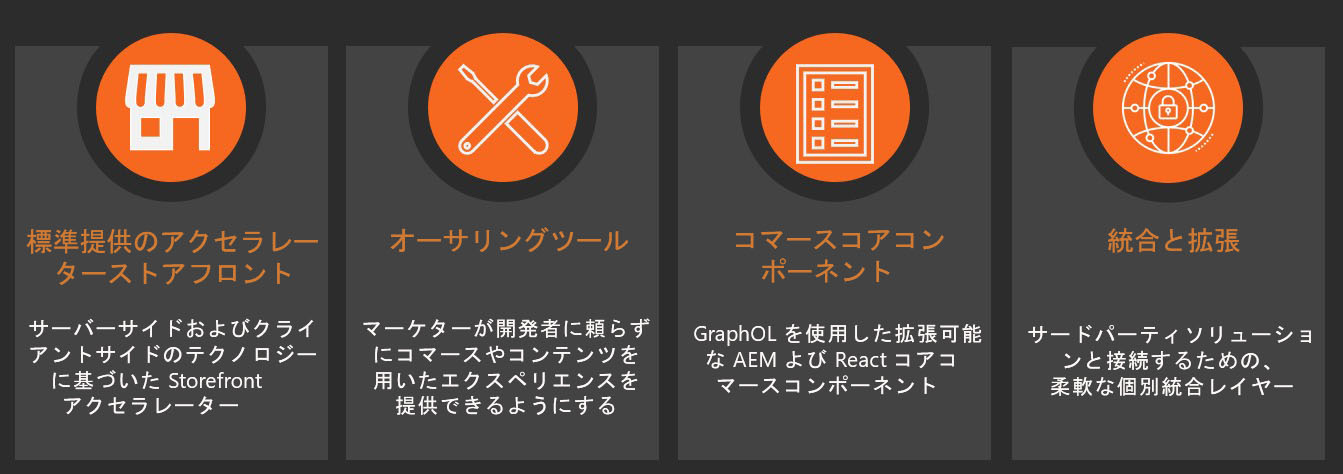 標準提供のアクセラレー
ターストアフロント
サーバーサイドおよびクライ
アントサイドのテクノロジー
に基づいた Storefront
アクセラレーター
オーサリングツール
マーケターが開発者に頼らず
にコマースやコンテンツを
用いたエクスペリエンスを
提供できるようにする
コマースコアコン
ポーネント
GraphOL を使用した拡張可能
な AEM よび React コアコ
マースコンポーネント
統合と拡張
サードパーティソリューショ
ンと接続するための、
柔軟な個別統合レイヤー